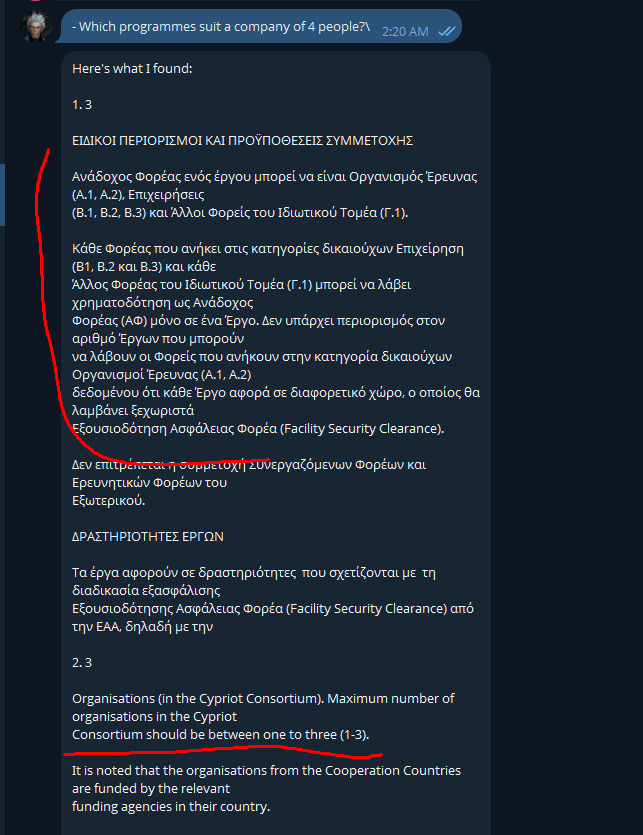 - Which programmes suit a company of 4 people?\
2:20 AM
Here's what I found:
1. 3
ΕΙΔΙΚΟΙ ΠΕΡΙΟΡΙΣΜΟΙ ΚΑΙ ΠΡΟΫΠΟΘΕΣΕΙΣ ΣΥΜΜΕΤΟΧΗΣ
Ανάδοχος Φορέας ενός έργου μπορεί να είναι Οργανισμός Έρευνας
(Α.1, Α.2), Επιχειρήσεις
(Β.1, Β.2, Β.3) και Άλλοι Φορείς του Ιδιωτικού Τομέα (Γ.1).
Κάθε Φορέας που ανήκει στις κατηγορίες δικαιούχων Επιχείρηση
(Β1, Β.2 και Β.3) και κάθε
Άλλος Φορέας του Ιδιωτικού Τομέα (Γ.1) μπορεί να λάβει
χρηματοδότηση ως Ανάδοχος
Φορέας (ΑΦ) μόνο σε ένα Έργο. Δεν υπάρχει περιορισμός στον
αριθμό Έργων που μπορούν
να λάβουν οι Φορείς που ανήκουν στην κατηγορία δικαιούχων
Οργανισμοί Έρευνας (Α.1, Α.2)
δεδομένου ότι κάθε Έργο αφορά σε διαφορετικό χώρο, ο οποίος θα
λαμβάνει ξεχωριστά
Εξουσιοδότηση Ασφάλειας Φορέα (Facility Security Clearance).
Δεν επιτρέπεται η συμμετοχή Συνεργαζόμενων Φορέων και
Ερευνητικών Φορέων του
Εξωτερικού.
ΔΡΑΣΤΗΡΙΟΤΗΤΕΣ ΕΡΓΩΝ
Τα έργα αφορούν σε δραστηριότητες που σχετίζονται με τη
διαδικασία εξασφάλισης
Εξουσιοδότησης Ασφάλειας Φορέα (Facility Security Clearance) από
την ΕΑΑ, δηλαδή με την
2. 3
Organisations (in the Cypriot Consortium). Maximum number of
organisations in the Cypriot
Consortium should be between one to three (1-3).
It is noted that the organisations from the Cooperation Countries
are funded by the relevant
funding agencies in their country.